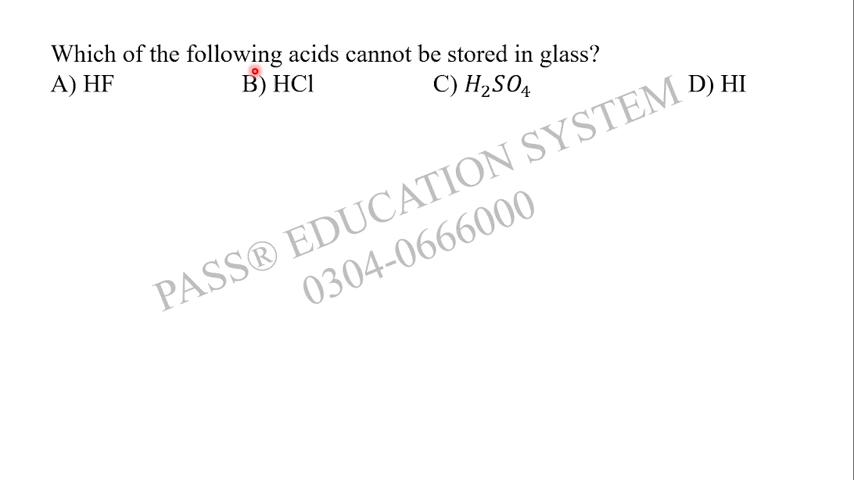 Which of the following acids cannot be stored in glass?
A) HF B) HCl C) H₂SO₄ D) HI
PASS® EDUCATION SYSTEM
0304-0666000